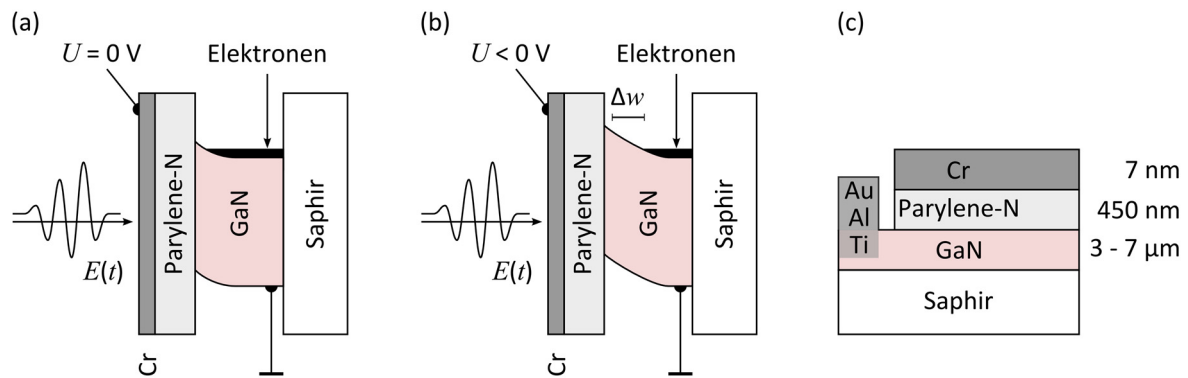 (a)
U = 0 V
Elektronen
E(t)
Cr
Parylene-N
GaN
Saphir
(b)
U < 0 V
Elektronen
Δw
E(t)
Cr
Parylene-N
GaN
Saphir
(c)
Au
Al
Ti
Cr
7 nm
Parylene-N
450 nm
GaN
3 - 7 µm
Saphir